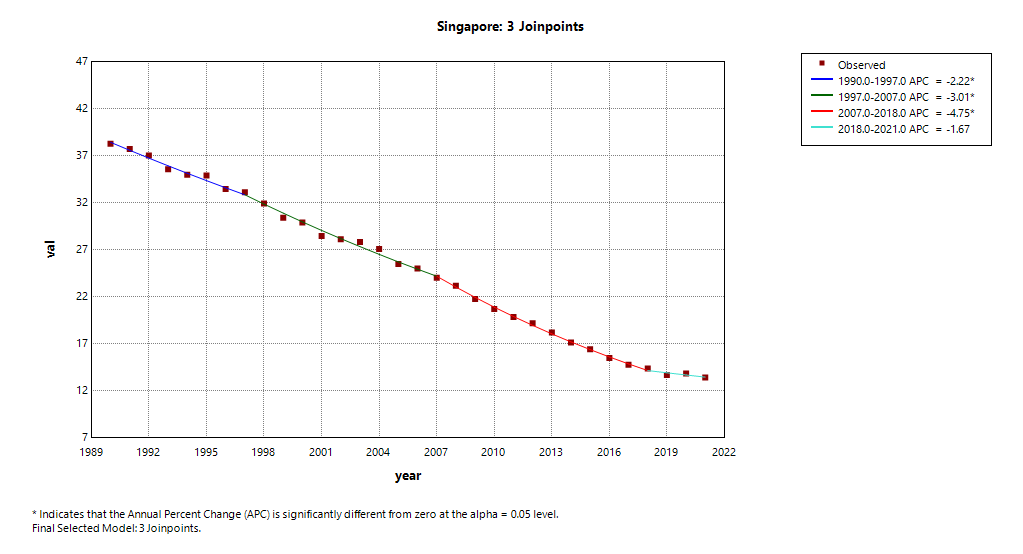 Singapore: 3 Joinpoints
47
42
37
32
27
22
17
12
7
val
1989 1992 1995 1998 2001 2004 2007 2010 2013 2016 2019 2022
year
Observed
1990.0-1997.0 APC = -2.22*
1997.0-2007.0 APC = -3.01*
2007.0-2018.0 APC = -4.75*
2018.0-2021.0 APC = -1.67
* Indicates that the Annual Percent Change (APC) is significantly different from zero at the alpha = 0.05 level.
Final Selected Model: 3 Joinpoints.